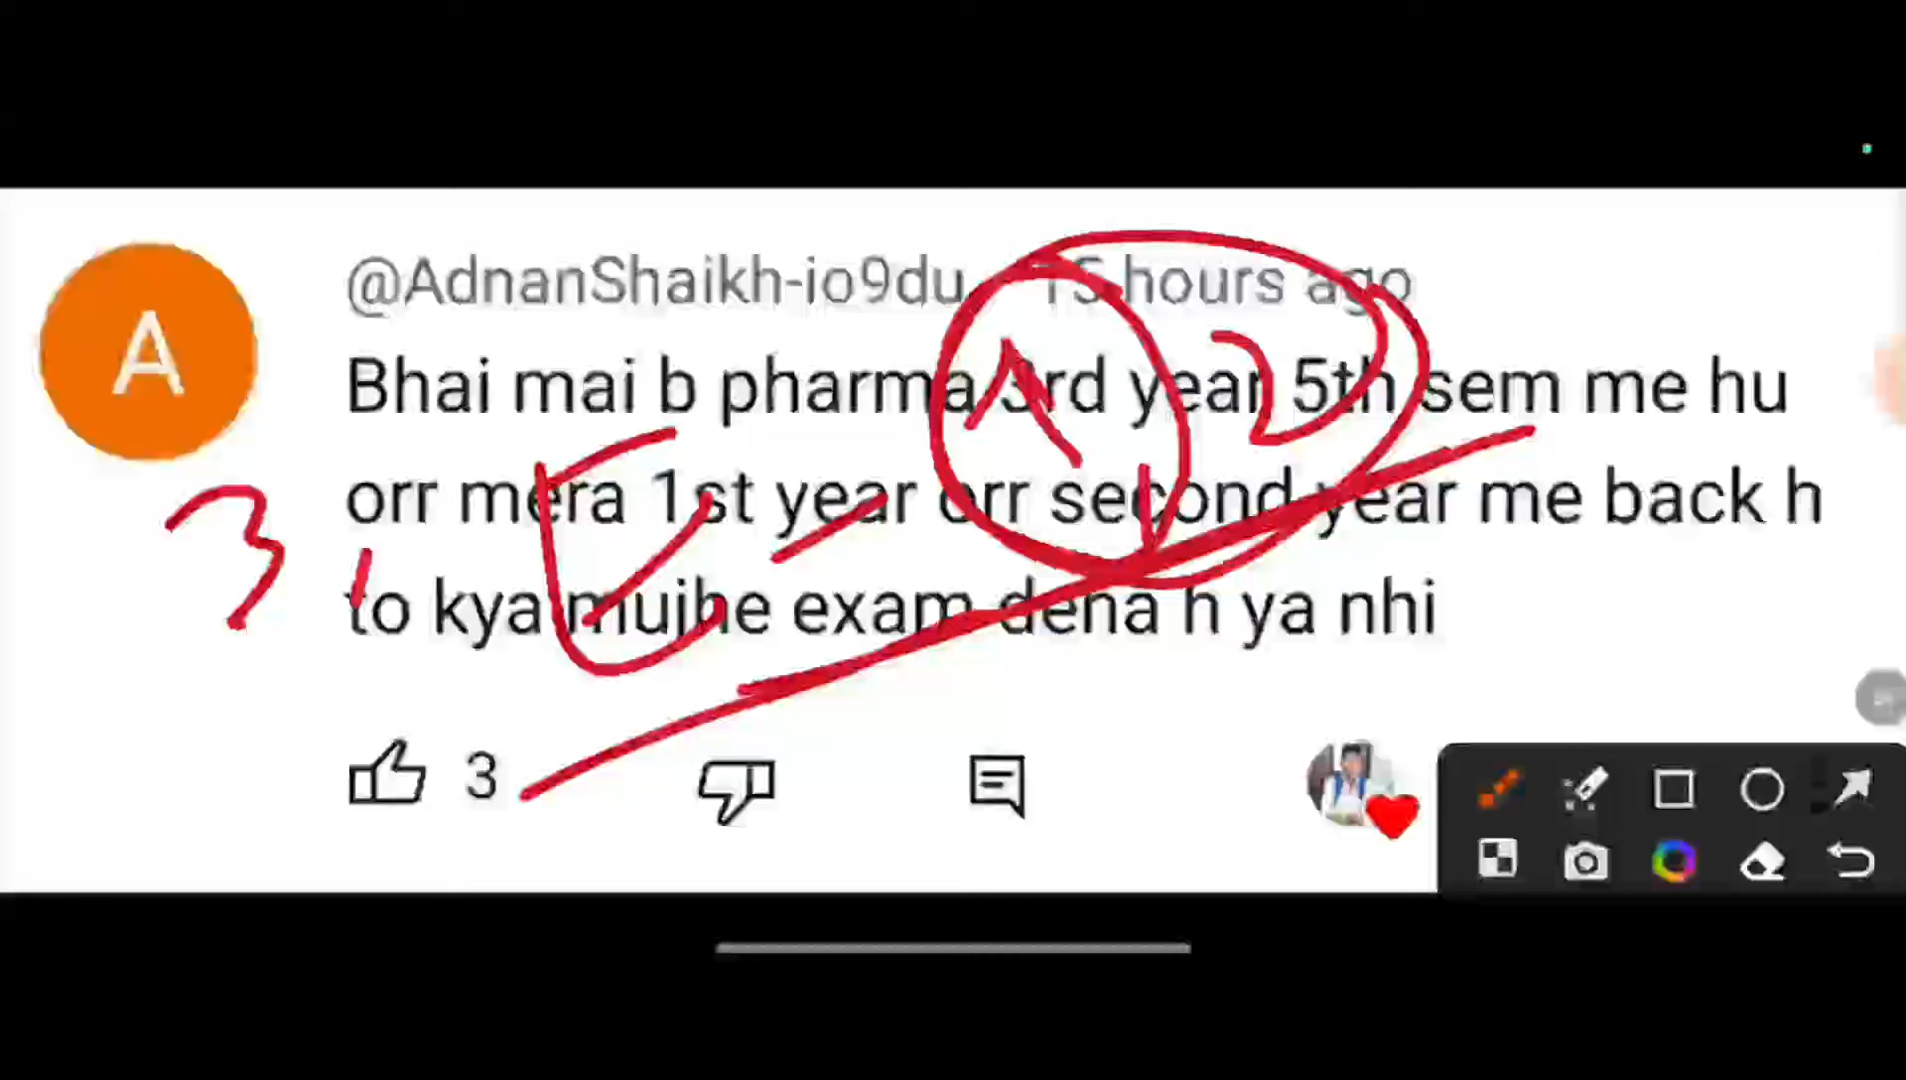 A
@AdnanShaikh-io9du 15 hours ago
Bhai mai b pharma 3rd year 5th sem me hu
orr mera 1st year orr second year me back h
to kya mujhe exam dena h ya nhi
3
3